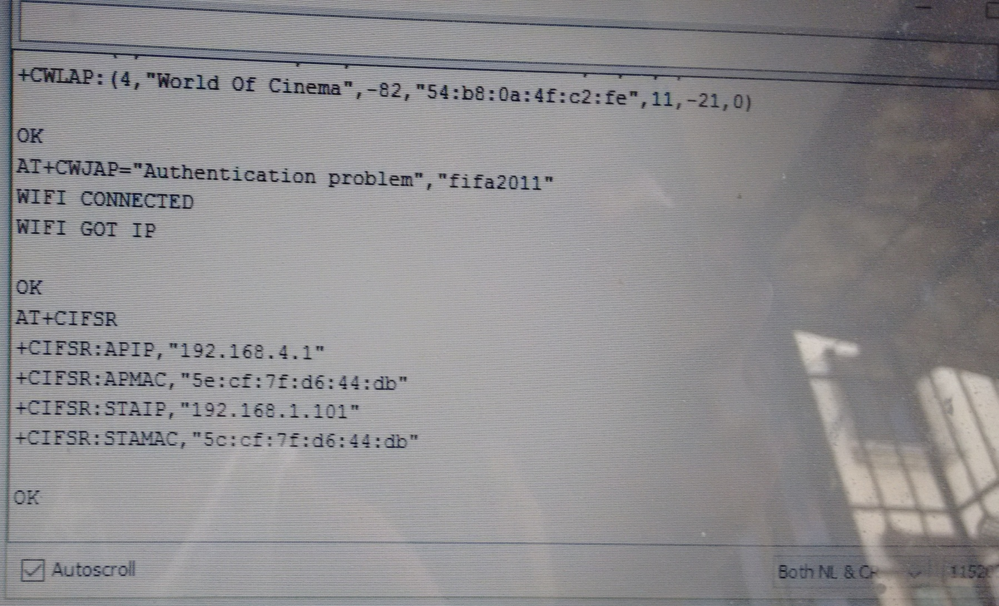 +CWLAP:(4,"World Of Cinema",-82,"54:b8:0a:4f:c2:fe",11,-21,0)
OK
AT+CWJAP="Authentication problem","fifa2011"
WIFI CONNECTED
WIFI GOT IP
OK
AT+CIFSR
+CIFSR:APIP,"192.168.4.1"
+CIFSR:APMAC,"5e:cf:7f:d6:44:db"
+CIFSR:STAIP,"192.168.1.101"
+CIFSR:STAMAC,"5c:cf:7f:d6:44:db"
OK
Autoscroll
Both NL &